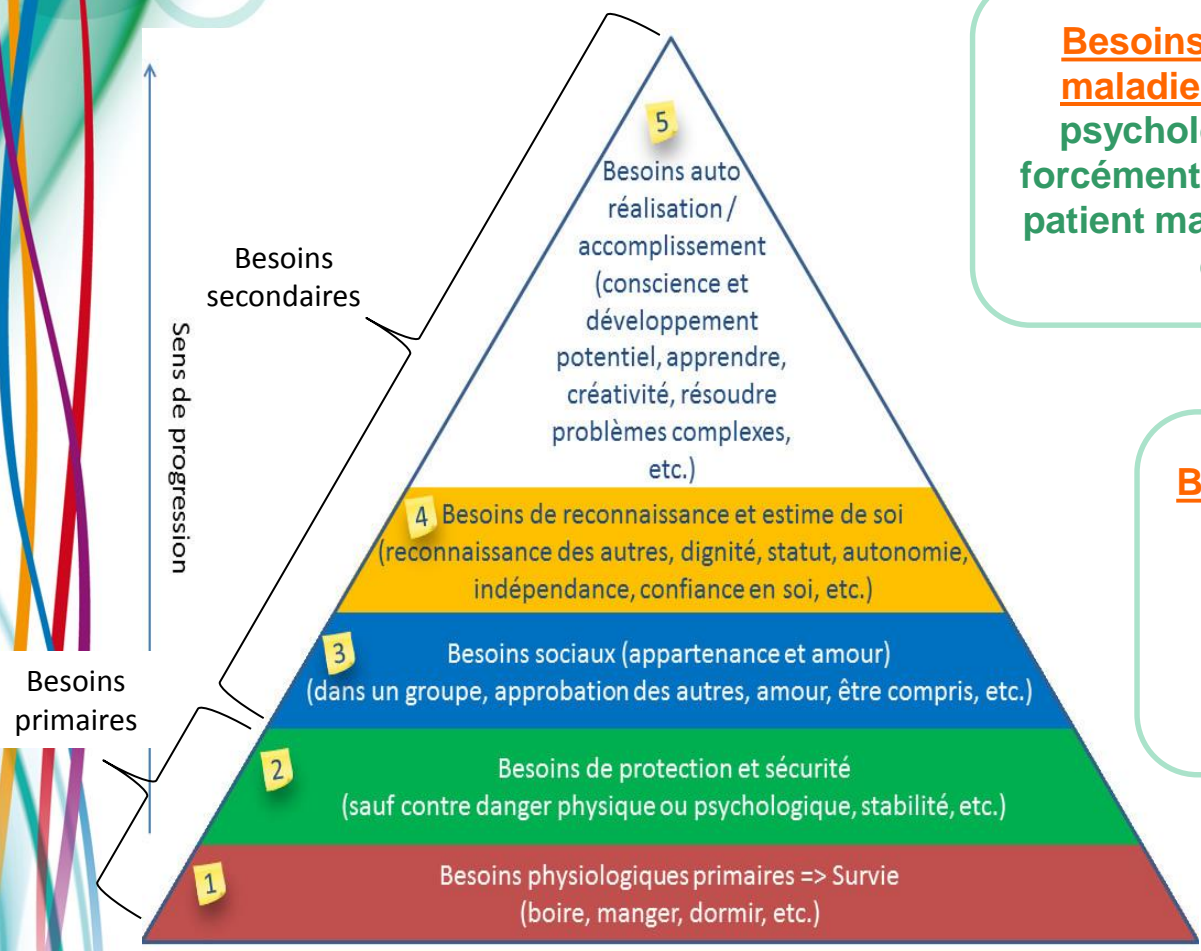 5
Besoins auto
réalisation /
accomplissement
(conscience et
développement
potentiel, apprendre,
créativité, résoudre
problèmes complexes,
etc.)
4 Besoins de reconnaissance et estime de soi
(reconnaissance des autres, dignité, statut, autonomie,
indépendance, confiance en soi, etc.)
3
Besoins sociaux (appartenance et amour)
(dans un groupe, approbation des autres, amour, être compris, etc.)
2
Besoins de protection et sécurité
(sauf contre danger physique ou psychologique, stabilité, etc.)
1
Besoins physiologiques primaires => Survie
(boire, manger, dormir, etc.)
Besoins
secondaires
Sens de progression
Besoins
primaires
Besoins
maladie
psychol
forcément
patient ma
B